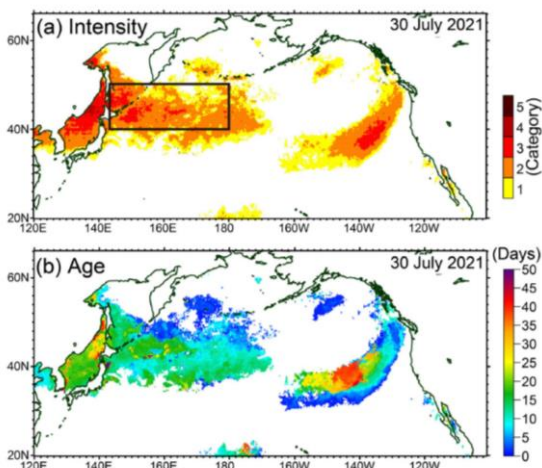 (a) Intensity 30 July 2021
60N
40N
20N
120E 140E 160E 180 160W 140W 120W
5
4
3
2
1
(Category)
(b) Age 30 July 2021
(Days)
60N
40N
20N
120E 140E 160E 180 160W 140W 120W
50
45
40
35
30
25
20
15
10
5
0